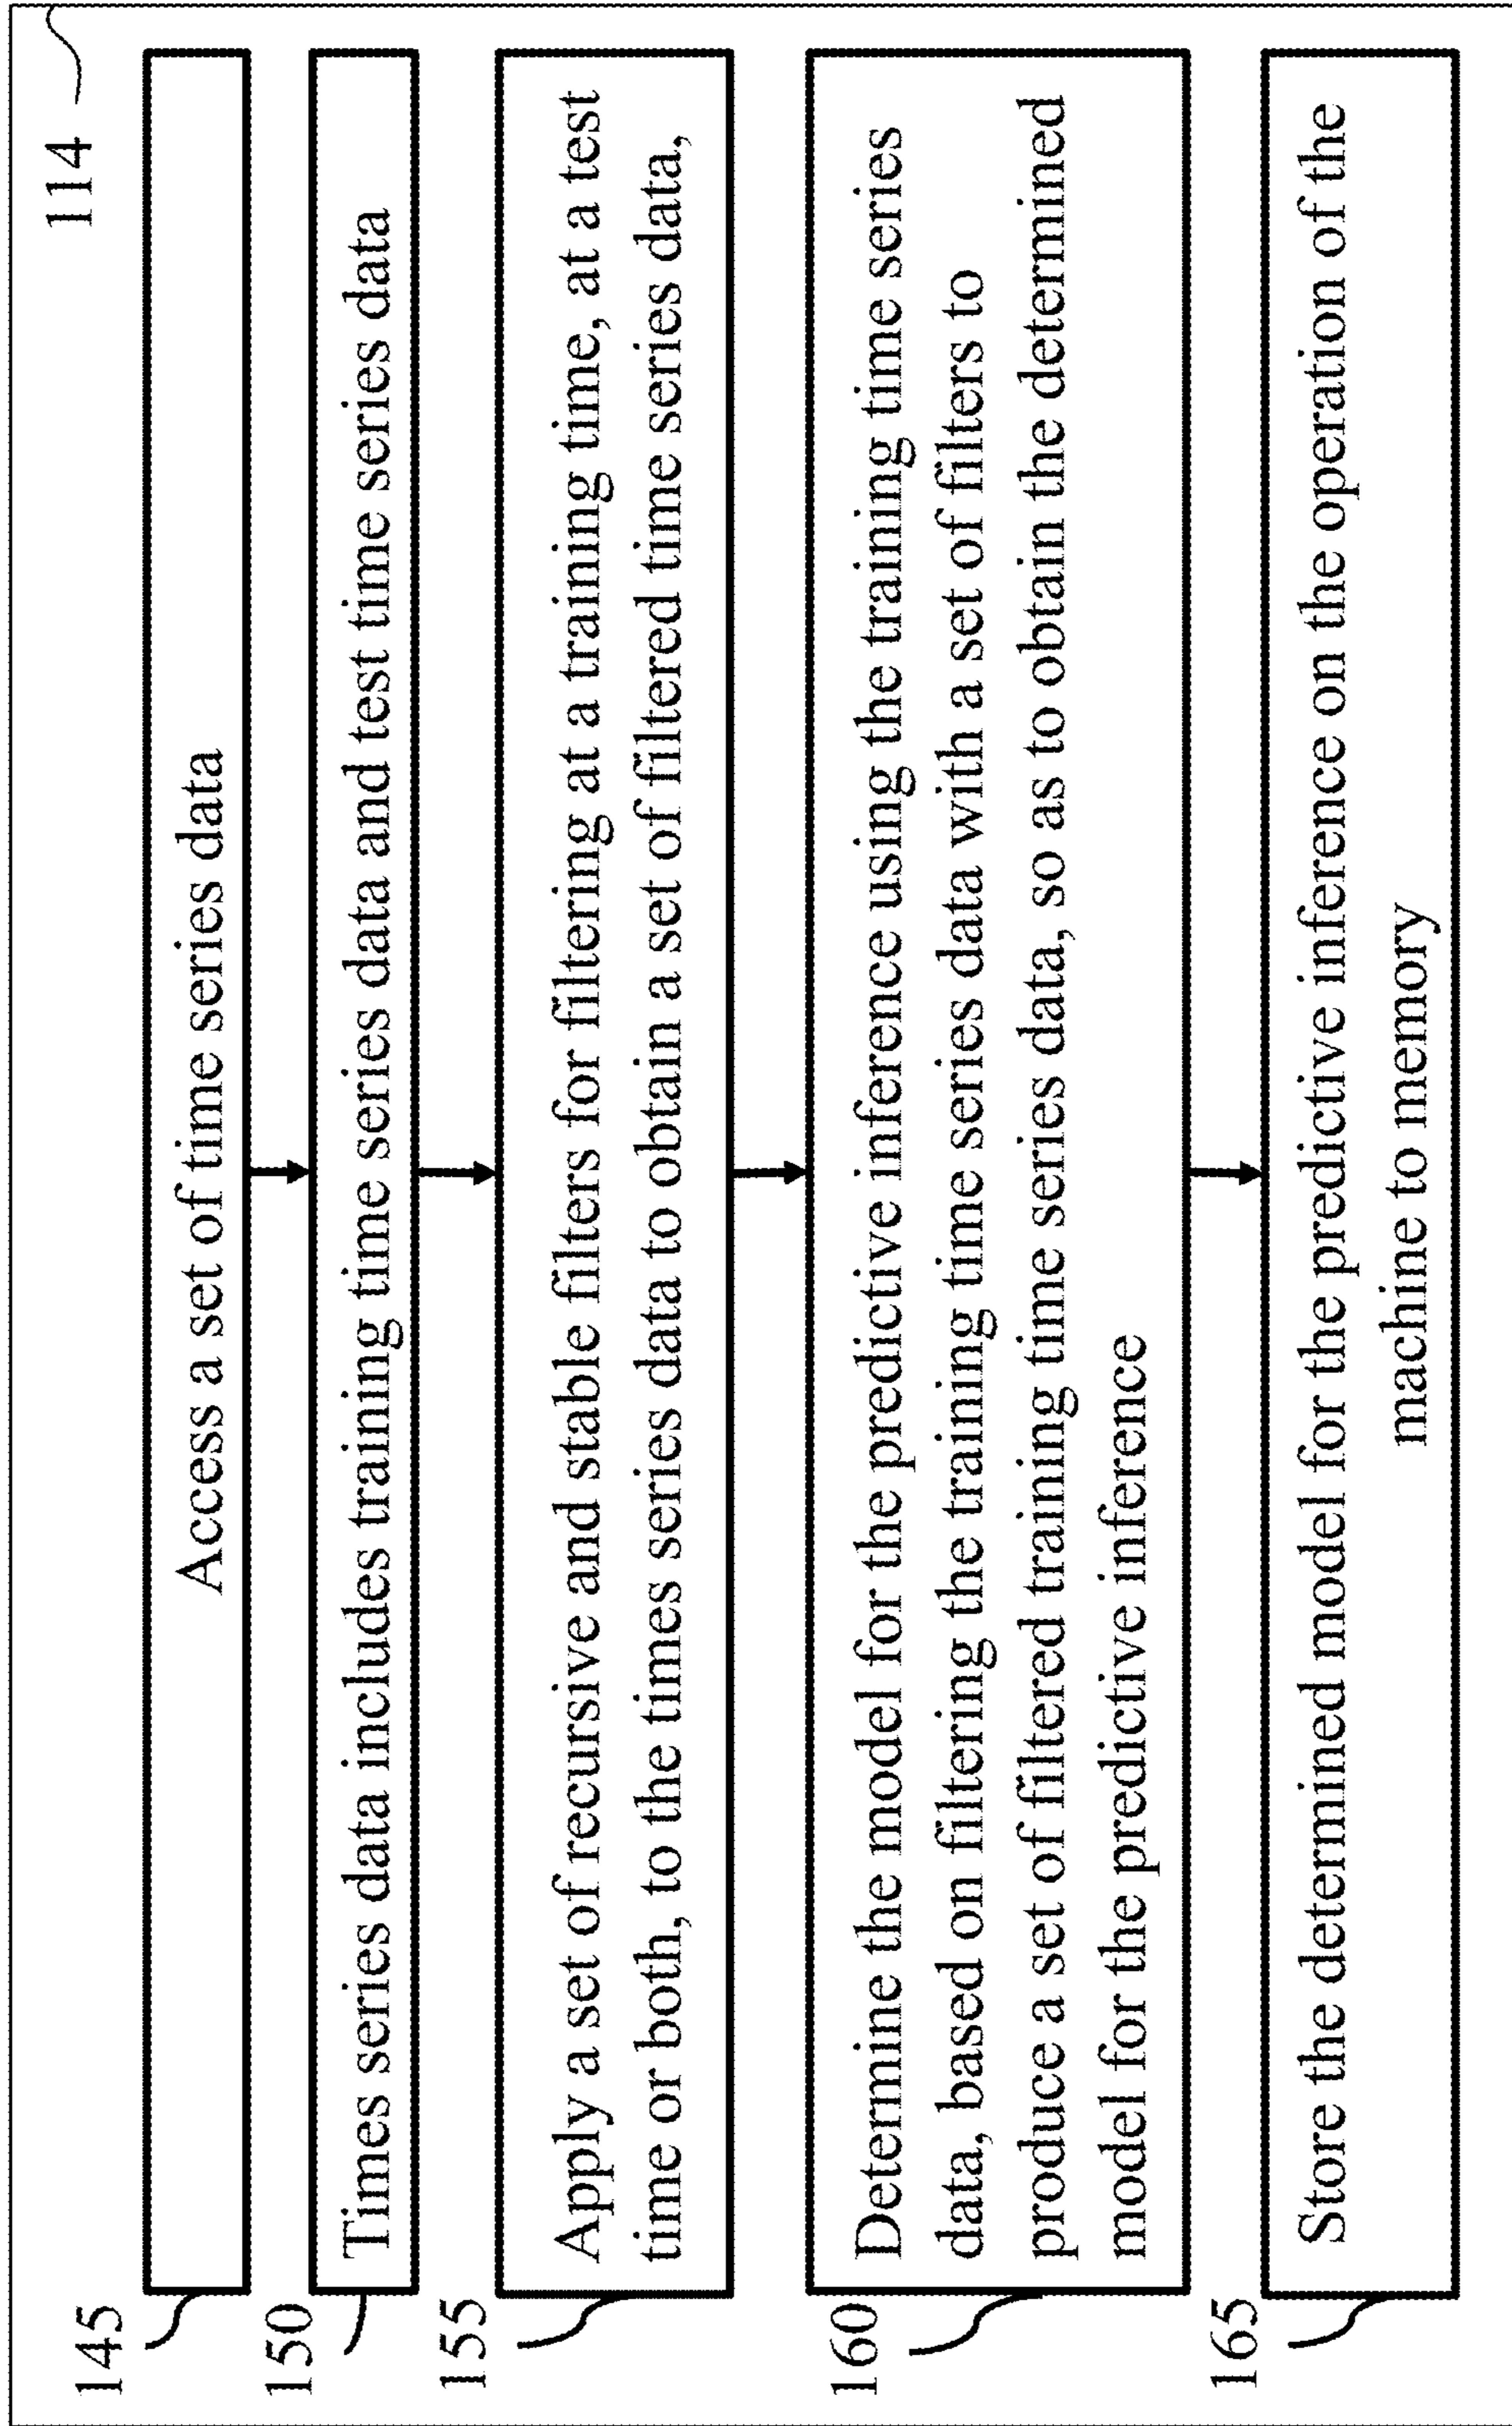 114
145
Access a set of time series data
150
Times series data includes training time series data and test time series data
155
Apply a set of recursive and stable filters for filtering at a training time, at a test
time or both, to the times series data to obtain a set of filtered time series data,
160
Determine the model for the predictive inference using the training time series
data, based on filtering the training time series data with a set of filters to
produce a set of filtered training time series data, so as to obtain the determined
model for the predictive inference
165
Store the determined model for the predictive inference on the operation of the
machine to memory